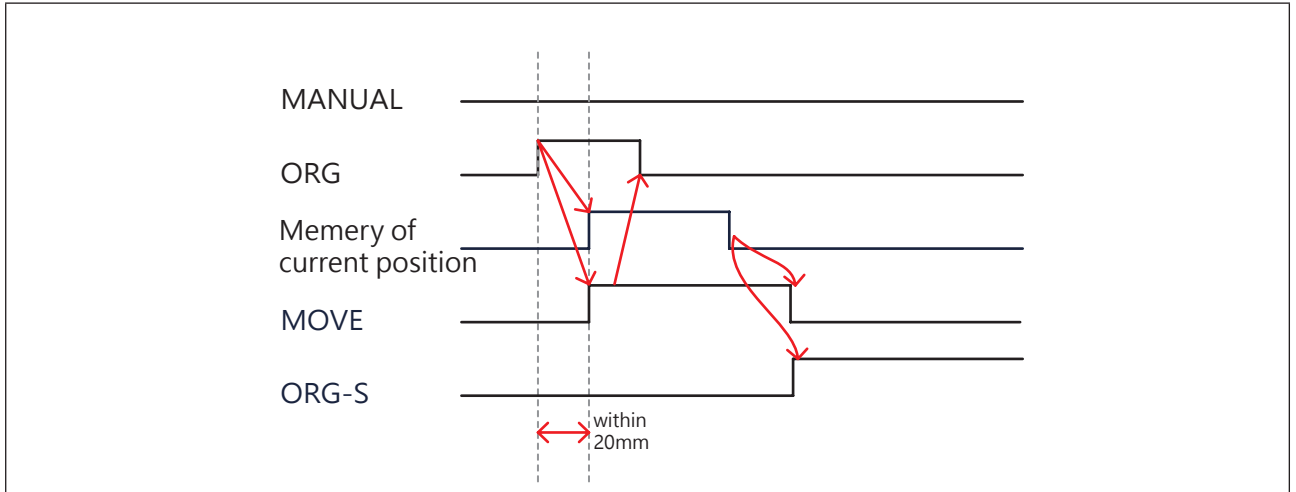 MANUAL
ORG
Memery of
current position
MOVE
ORG-S
within
20mm